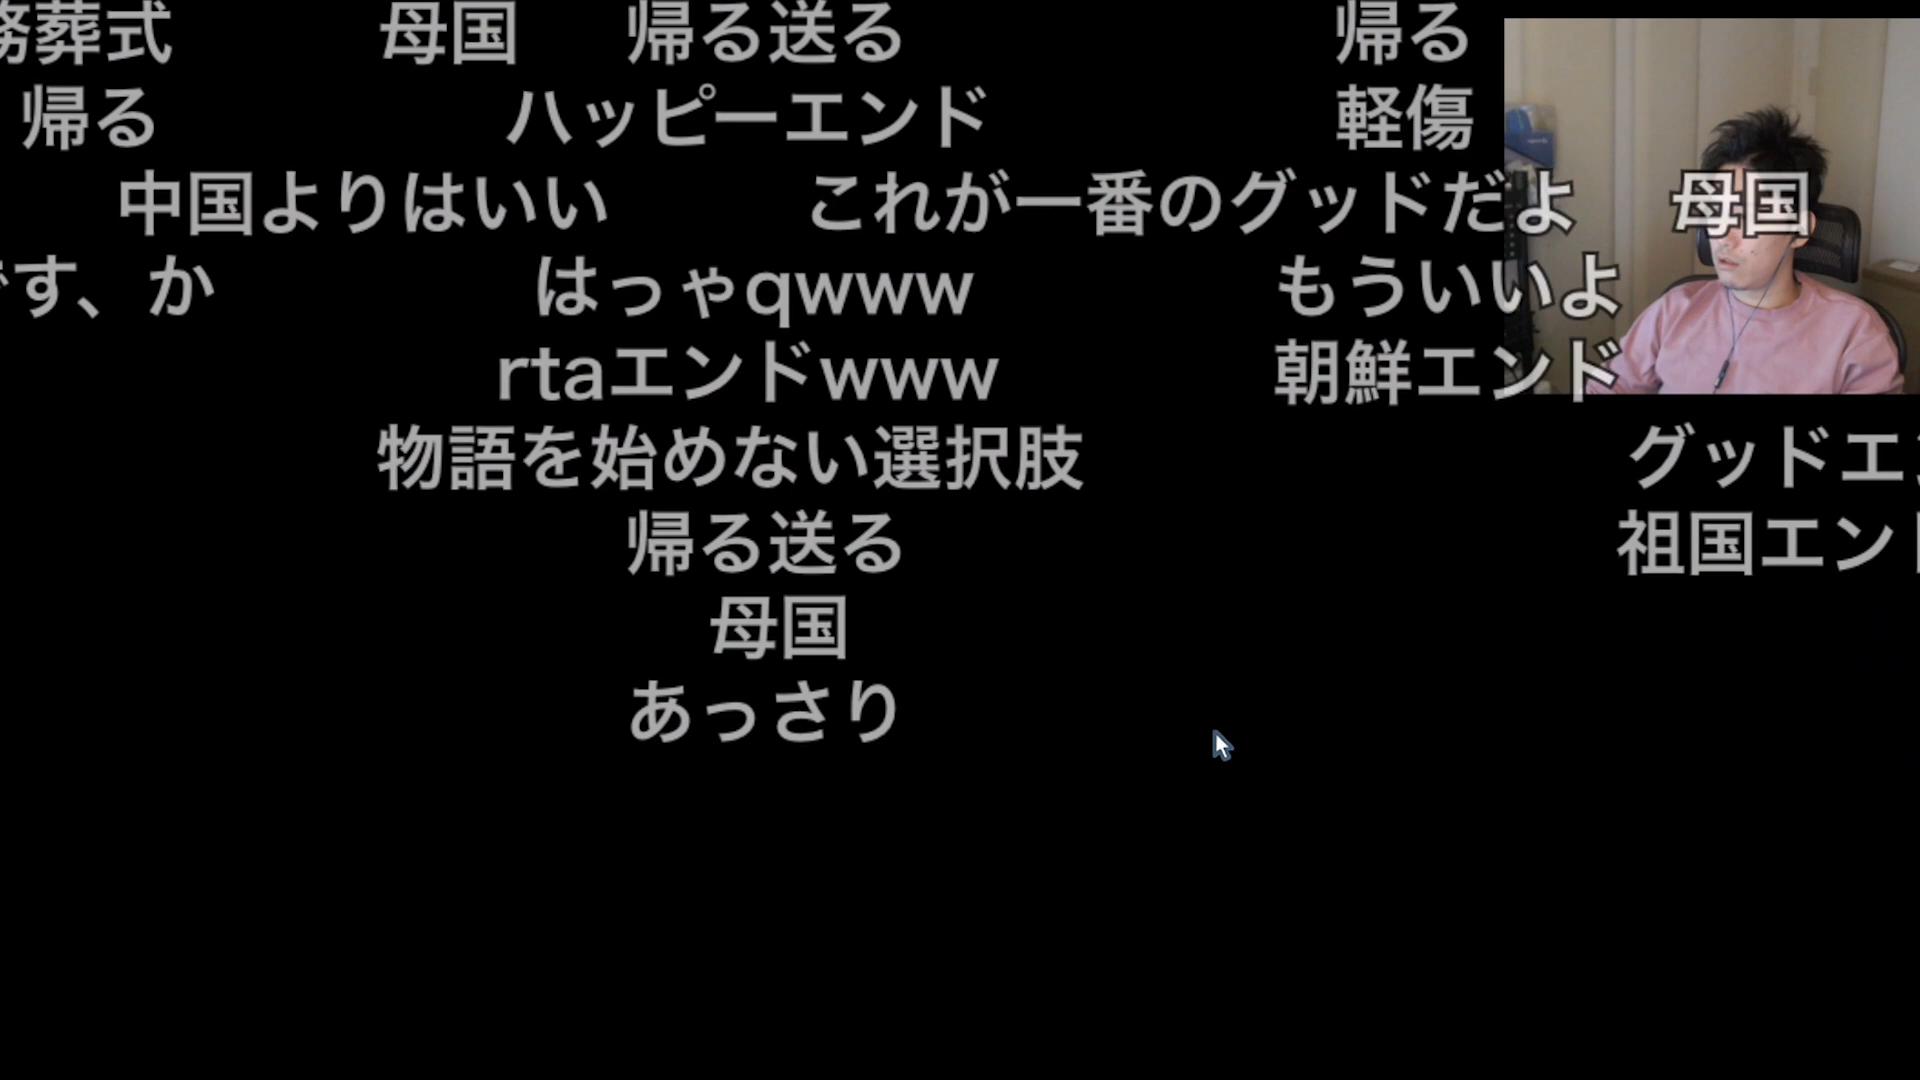 務葬式 母国 帰る送る 帰る
帰る ハッピーエンド 軽傷
中国よりはいい これが一番のグッドだよ 母国
です、か はっゃqwww もういいよ
rtaエンドwww 朝鮮エンド
物語を始めない選択肢 グッドエン
帰る送る 祖国エンド
母国
あっさり